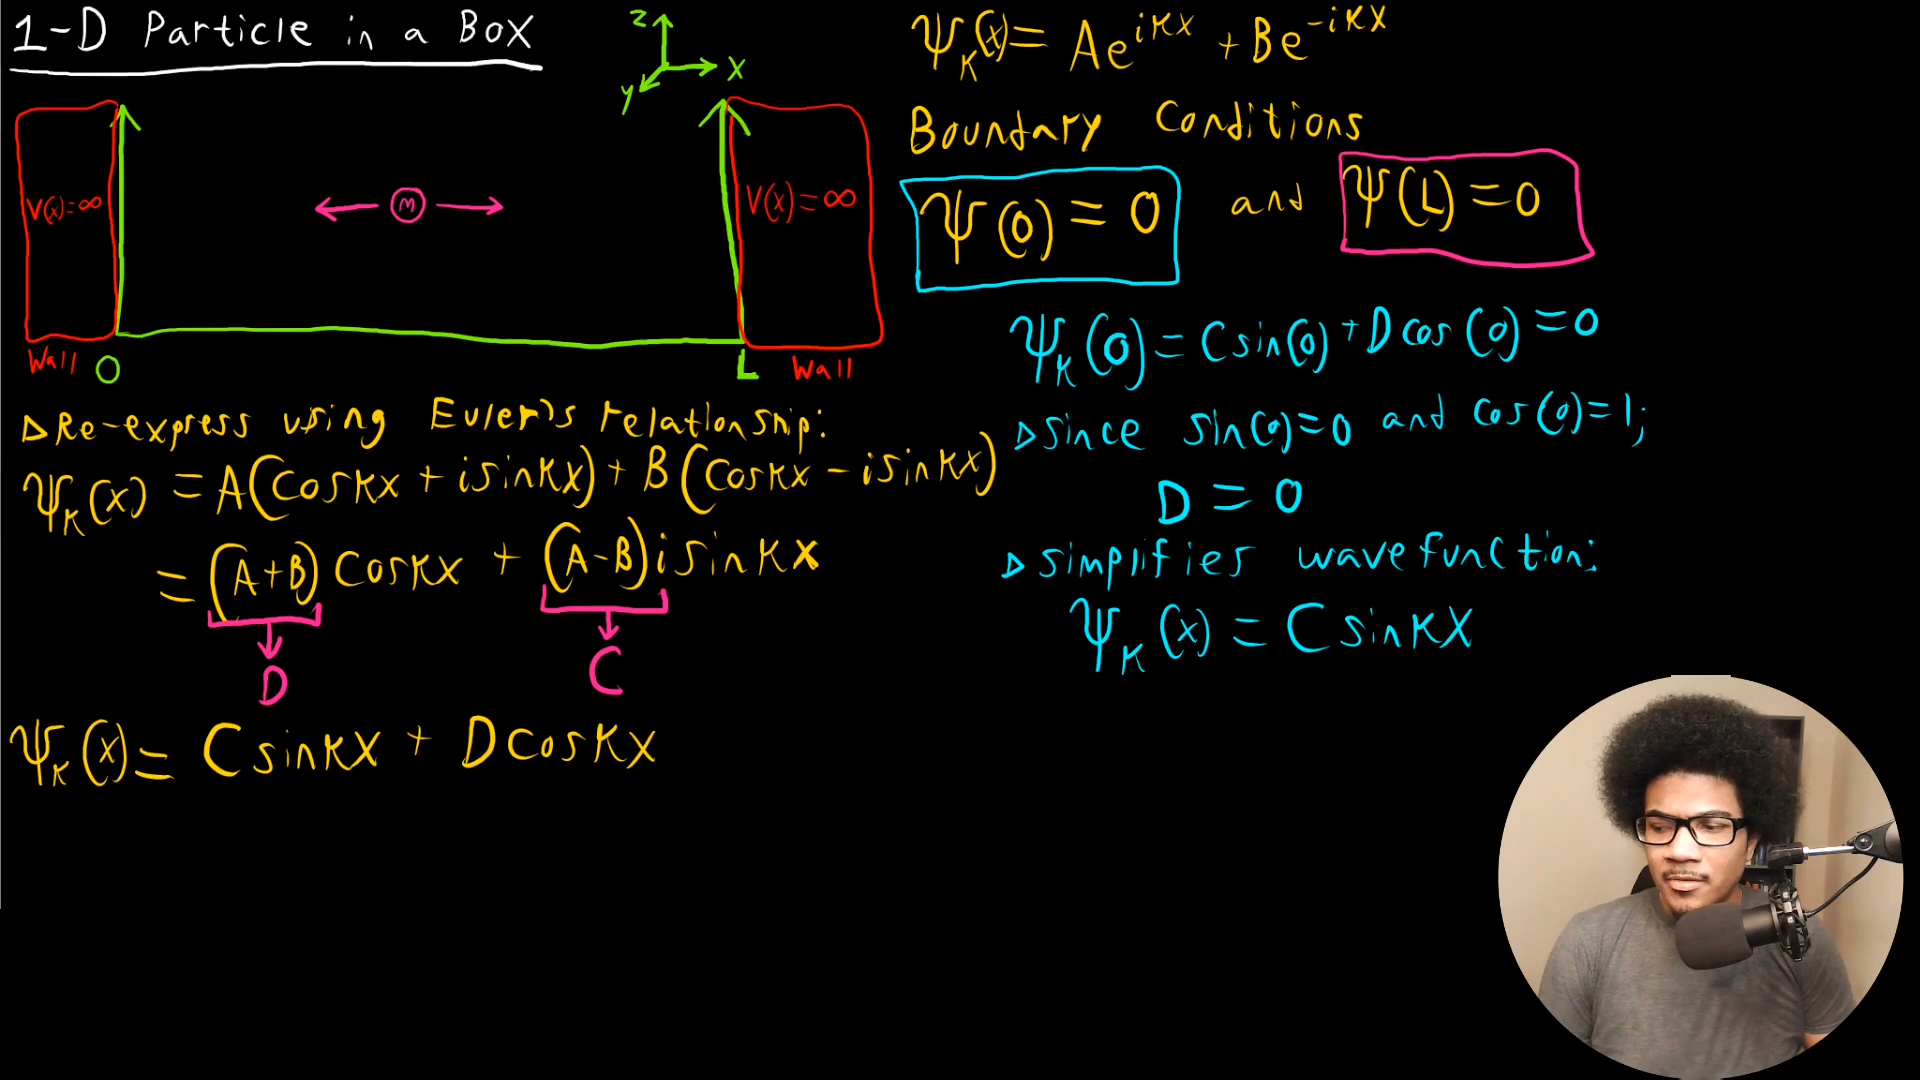 1-D Particle in a Box
z
x
y
V(x)=∞
m
V(x)=∞
Wall
0
L
Wall
▷Re-express using Euler's relationship:
Ψₖ(x) = A(coskx + isinkx) + B(coskx - isinkx)
= (A+B) coskx + (A-B)isinkx
D
C
Ψₖ(x) = Csinkx + Dcoskx
Ψₖ(x) = Ae^{ikx} + Be^{-ikx}
Boundary Conditions
Ψ(0) = 0 and Ψ(L) = 0
Ψₖ(0) = Csin(0) + Dcos(0) = 0
▷since sin(0)=0 and cos(0)=1;
D = 0
▷simplifies wavefunction:
Ψₖ(x) = Csinkx